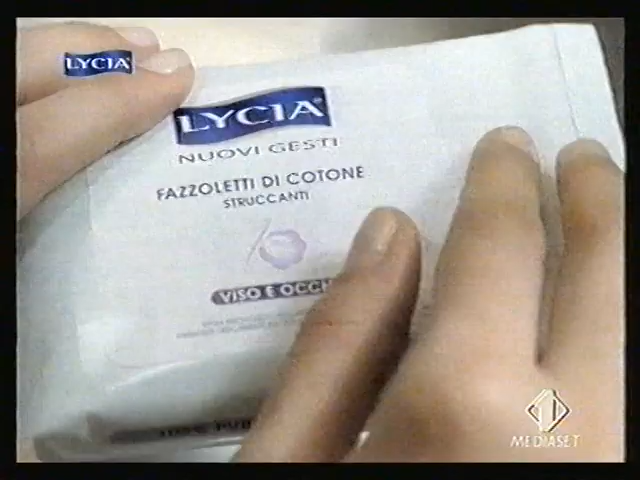 LYCIA
LYCIA
NUOVI GESTI
FAZZOLETTI DI COTONE
STRUCCANTI
VISO E OCCH
MEDIASET